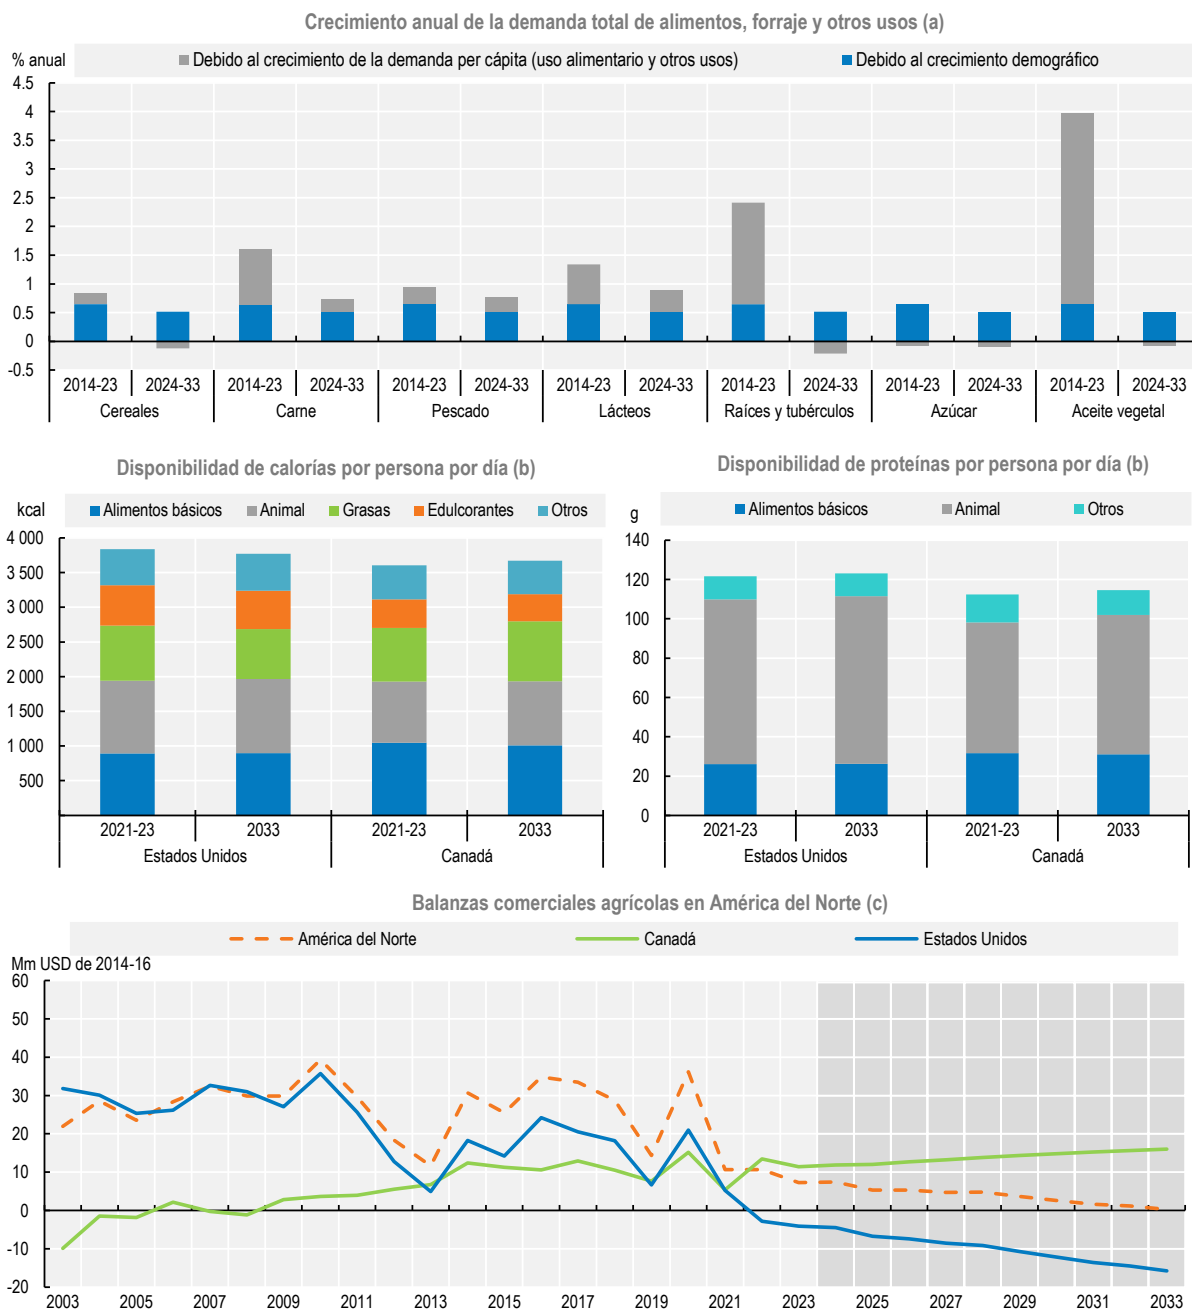 Crecimiento anual de la demanda total de alimentos, forraje y otros usos (a)
% anual
Debido al crecimiento de la demanda per cápita (uso alimentario y otros usos)
Debido al crecimiento demográfico
4.5
4
3.5
3
2.5
2
1.5
1
0.5
0
-0.5
2014-23 2024-33 2014-23 2024-33 2014-23 2024-33 2014-23 2024-33 2014-23 2024-33 2014-23 2024-33 2014-23 2024-33
Cereales Carne Pescado Lácteos Raíces y tubérculos Azúcar Aceite vegetal
Disponibilidad de calorías por persona por día (b)
kcal
Alimentos básicos Animal Grasas Edulcorantes Otros
4 000
3 500
3 000
2 500
2 000
1 500
1 000
500
2021-23 2033 2021-23 2033
Estados Unidos Canadá
Disponibilidad de proteínas por persona por día (b)
g
Alimentos básicos Animal Otros
140
120
100
80
60
40
20
0
2021-23 2033 2021-23 2033
Estados Unidos Canadá
Balanzas comerciales agrícolas en América del Norte (c)
América del Norte Canadá Estados Unidos
Mm USD de 2014-16
60
50
40
30
20
10
0
-10
-20
2003 2005 2007 2009 2011 2013 2015 2017 2019 2021 2023 2025 2027 2029 2031 2033